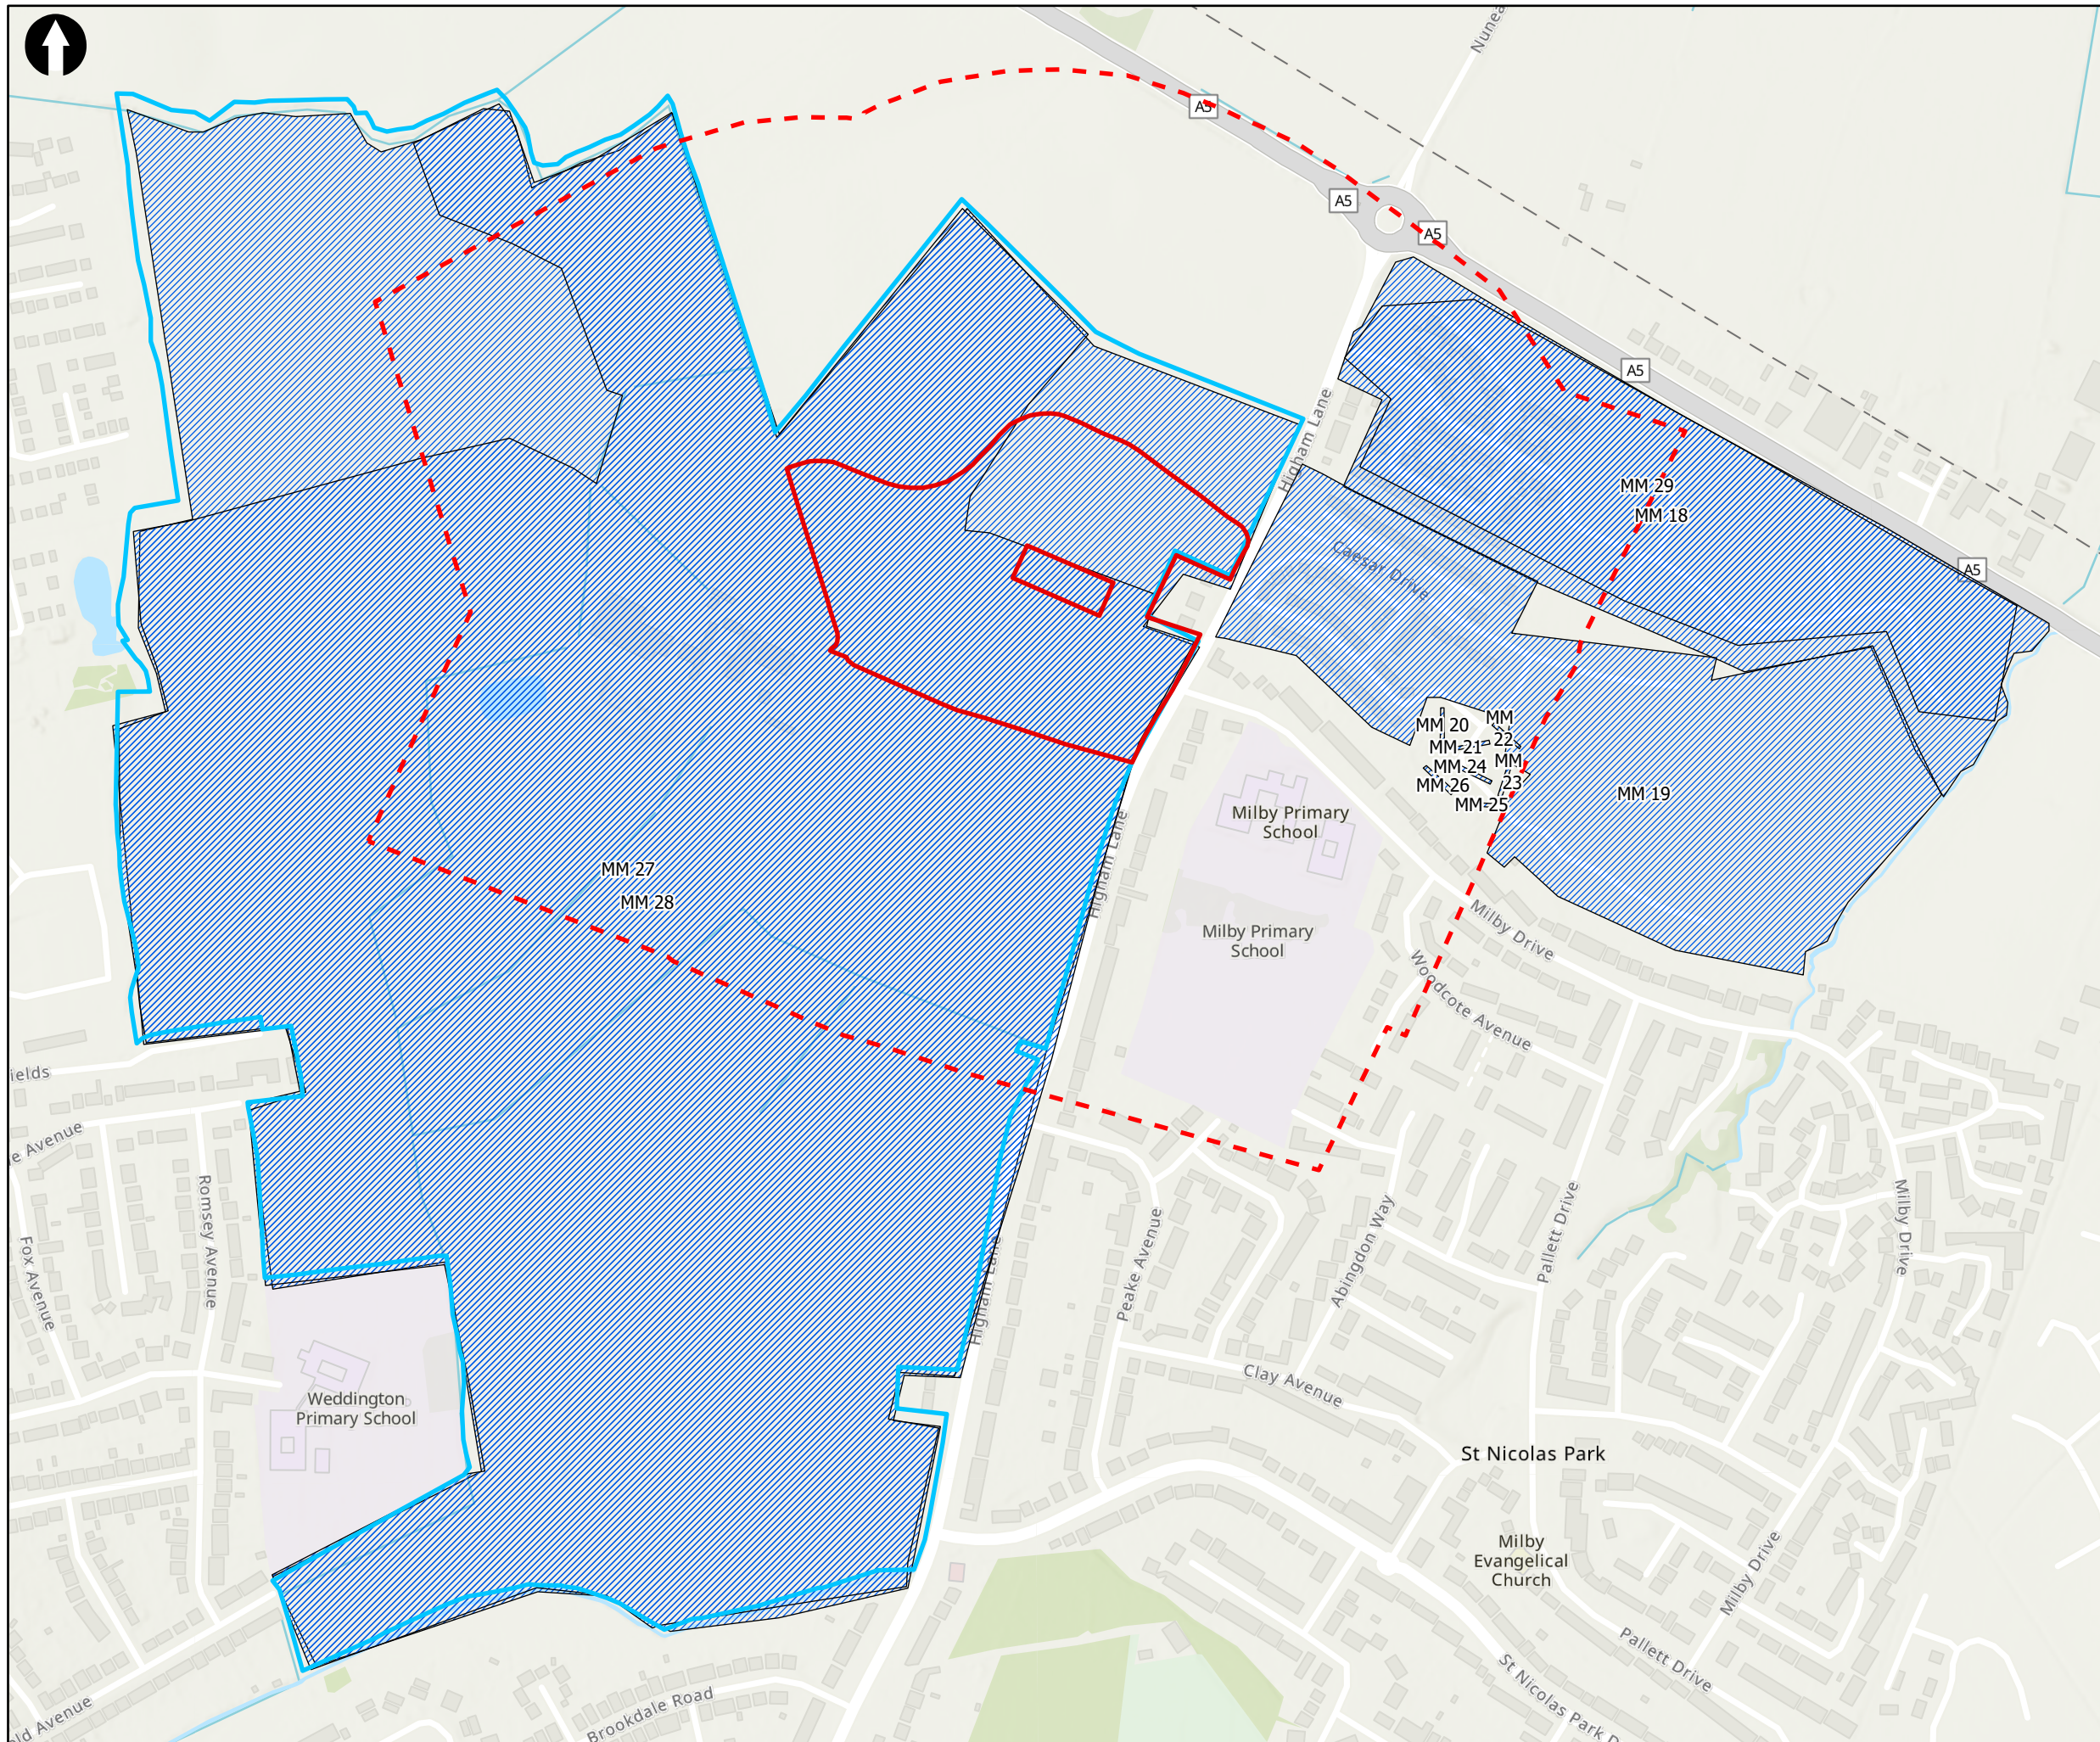 Nunea
A5
A5
A5
A5
Higham Lane
MM 29
MM 18
Caesar Drive
A5
MM 20
MM
22
MM 21
MM 24
MM
23
MM 26
MM 25
MM 19
Milby Primary
School
Higham Lane
MM 27
MM 28
Milby Primary
School
Milby Drive
Woodcote Avenue
ields
le Avenue
Romsey Avenue
Fox Avenue
Higham Lane
Peake Avenue
Abingdon Way
Pallett Drive
Milby Drive
Weddington
Primary School
Clay Avenue
St Nicolas Park
Milby
Evangelical
Church
Milby Drive
Pallett Drive
St Nicolas Park D
Brookdale Road
ld Avenue